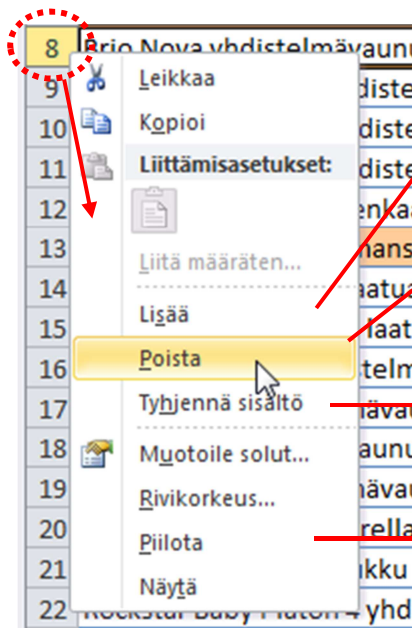 8 Brio Nova yhdistelmävaunu
9
Leikkaa
10
Kopioi
11
Liittämisasetukset:
12
13
Liitä määräten...
14
Lisää
15
Poista
16
Tyhjennä sisältö
17
18
Muotoile solut...
19
Rivikorkeus...
20
Piilota
21
Näytä
22